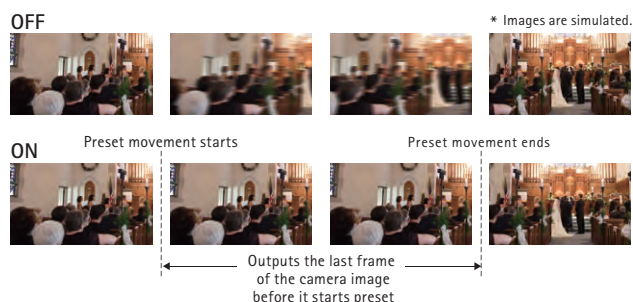 OFF
* Images are simulated.
Preset movement starts
Preset movement ends
ON
Outputs the last frame
of the camera image
before it starts preset